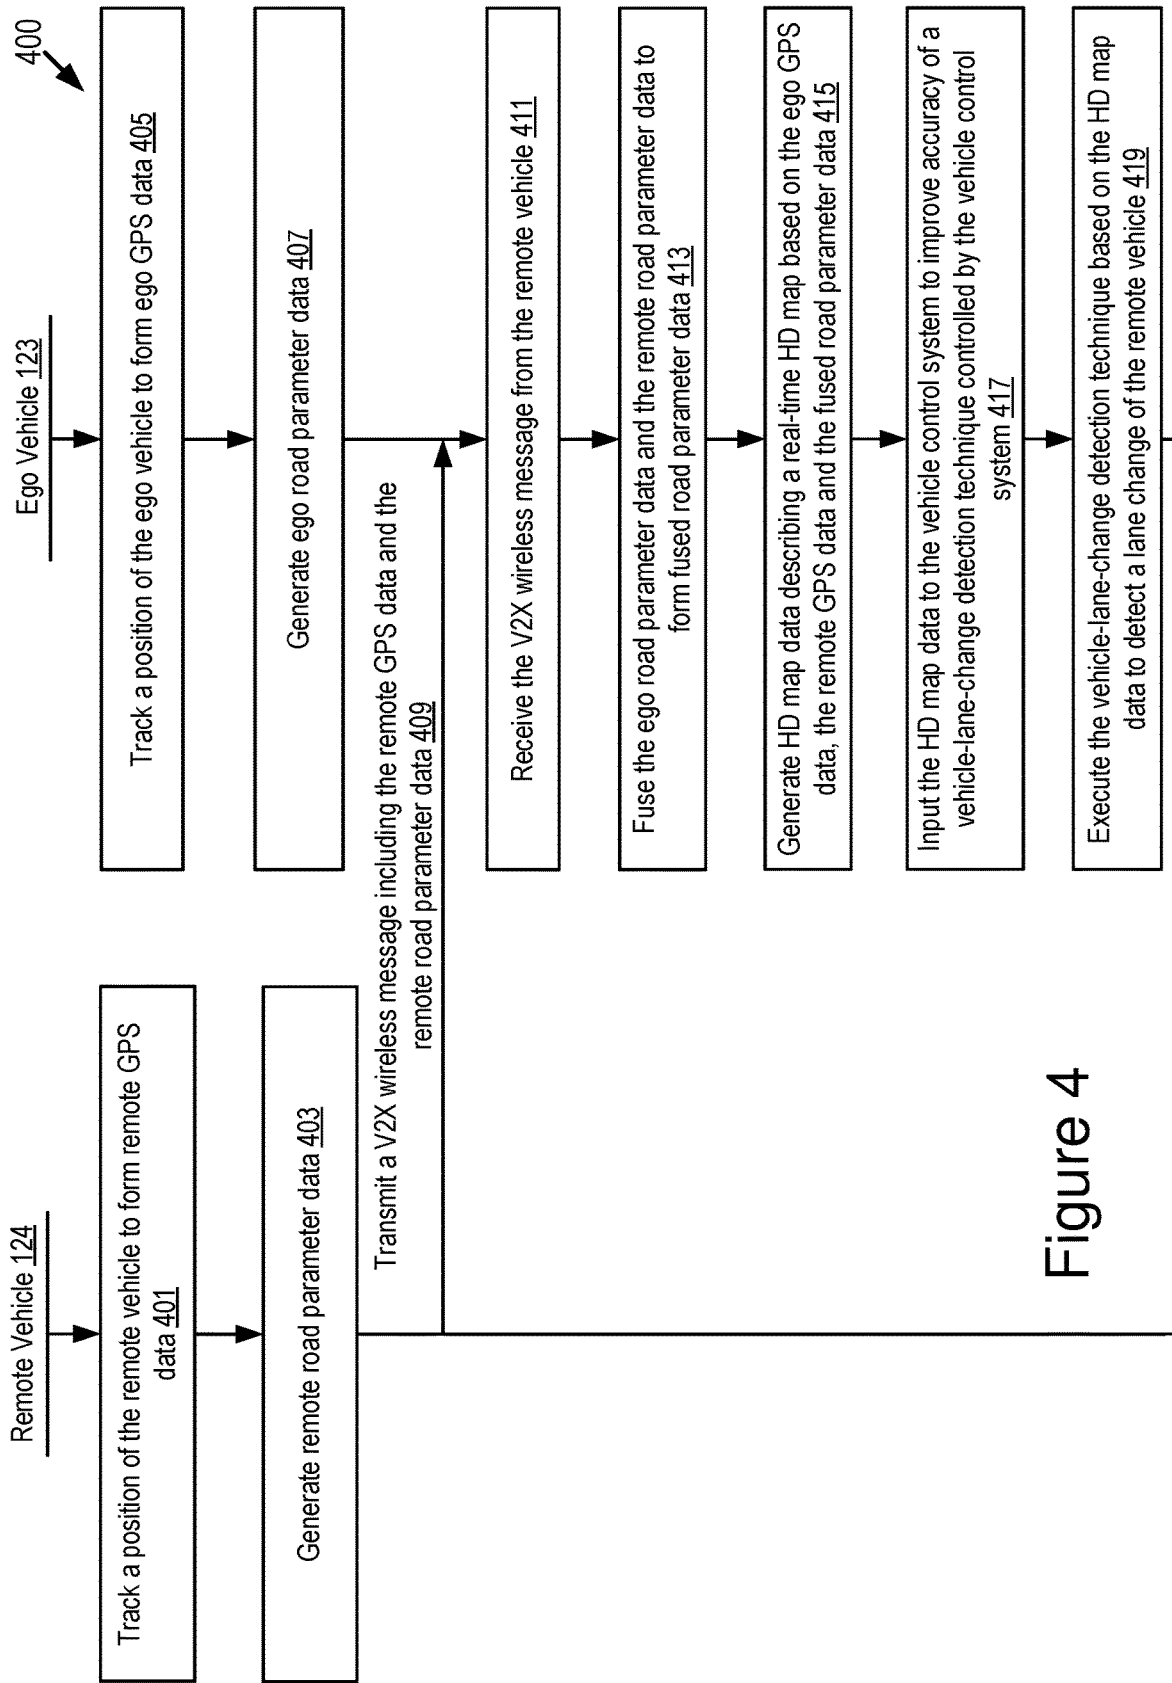 400
Remote Vehicle 124
Ego Vehicle 123
Track a position of the remote vehicle to form remote GPS
data 401
Track a position of the ego vehicle to form ego GPS data 405
Generate remote road parameter data 403
Generate ego road parameter data 407
Transmit a V2X wireless message including the remote GPS data and the
remote road parameter data 409
Receive the V2X wireless message from the remote vehicle 411
Fuse the ego road parameter data and the remote road parameter data to
form fused road parameter data 413
Generate HD map data describing a real-time HD map based on the ego GPS
data, the remote GPS data and the fused road parameter data 415
Input the HD map data to the vehicle control system to improve accuracy of a
vehicle-lane-change detection technique controlled by the vehicle control
system 417
Execute the vehicle-lane-change detection technique based on the HD map
data to detect a lane change of the remote vehicle 419
Figure 4